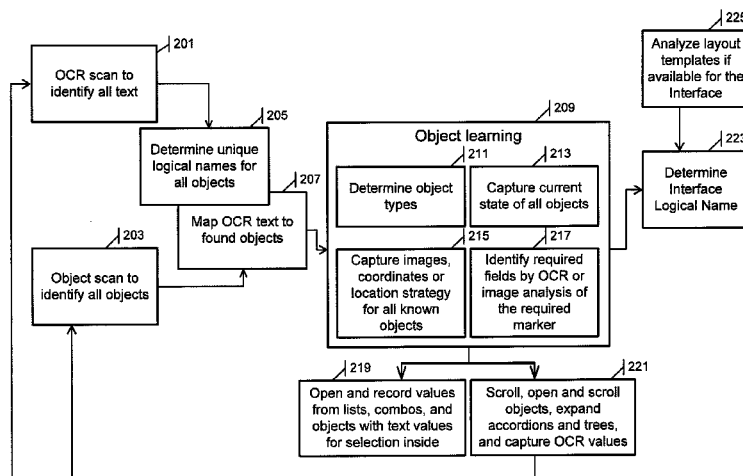 201
OCR scan to
identify all text
205
Determine unique
logical names for
all objects
207
Map OCR text to
found objects
203
Object scan to
identify all objects
209
Object learning
211
Determine object
types
213
Capture current
state of all objects
215
Capture images,
coordinates or
location strategy
for all known
objects
217
Identify required
fields by OCR or
image analysis of
the required
marker
219
Open and record values
from lists, combos, and
objects with text values
for selection inside
221
Scroll, open and scroll
objects, expand
accordions and trees,
and capture OCR values
225
Analyze layout
templates if
available for the
Interface
223
Determine
Interface
Logical Name